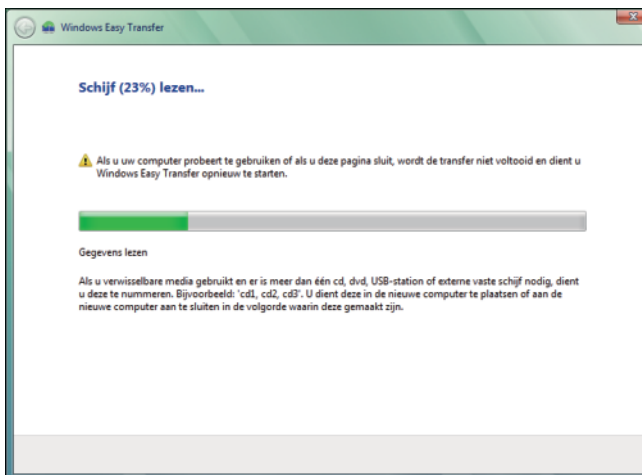 Windows Easy Transfer
Schijf (23%) lezen...
Als u uw computer probeert te gebruiken of als u deze pagina sluit, wordt de transfer niet voltooid en dient u
Windows Easy Transfer opnieuw te starten.
Gegevens lezen
Als u verwisselbare media gebruikt en er is meer dan één cd, dvd, USB-station of externe vaste schijf nodig, dient
u deze te nummeren. Bijvoorbeeld: 'cd1, cd2, cd3'. U dient deze in de nieuwe computer te plaatsen of aan de
nieuwe computer aan te sluiten in de volgorde waarin deze gemaakt zijn.